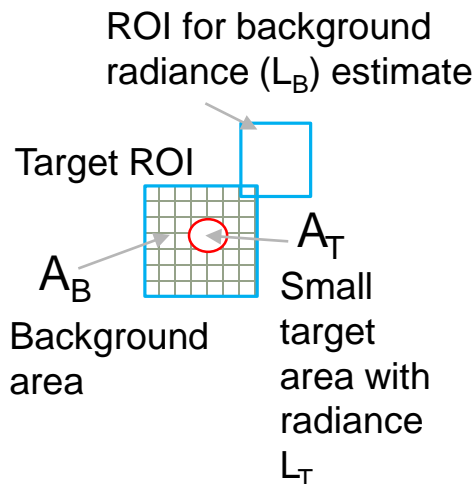 ROI for background
radiance (L_B) estimate
Target ROI
A_B
Background
area
A_T
Small
target
area with
radiance
L_T